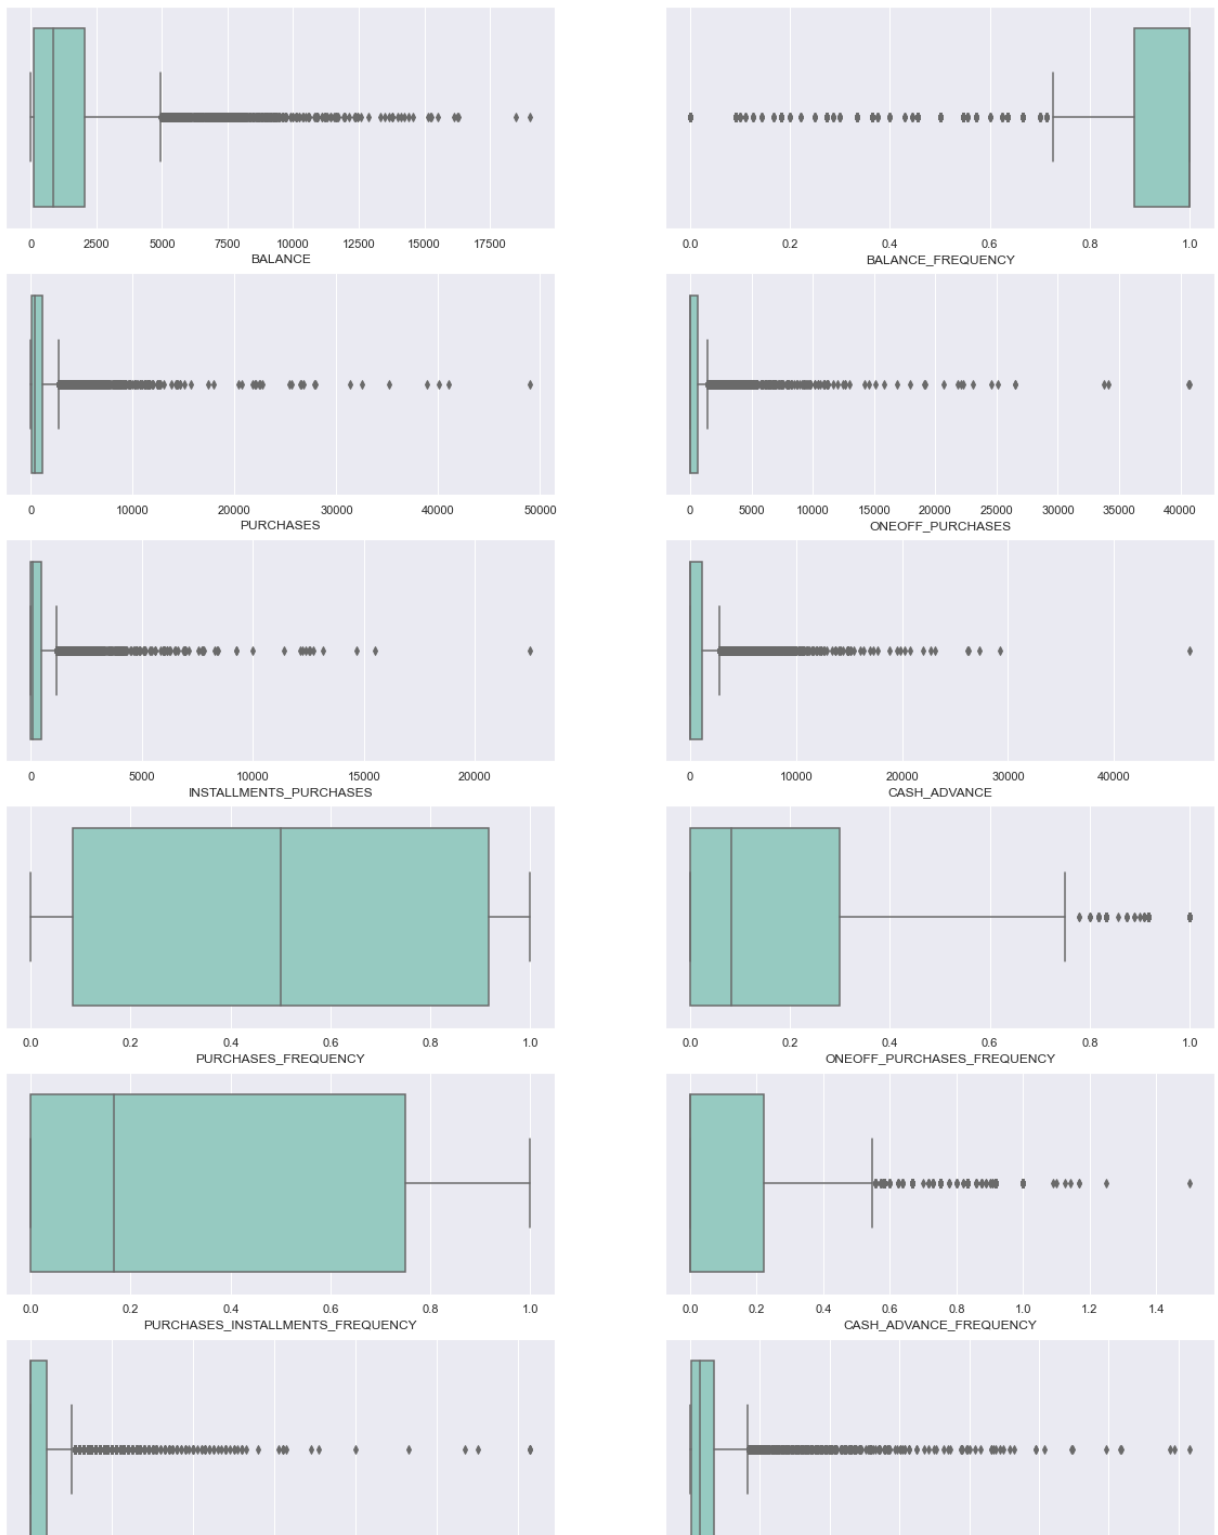 0 2500 5000 7500 10000 12500 15000 17500
BALANCE
0.0 0.2 0.4 0.6 0.8 1.0
BALANCE_FREQUENCY
0 10000 20000 30000 40000 50000
PURCHASES
0 5000 10000 15000 20000 25000 30000 35000 40000
ONEOFF_PURCHASES
0 5000 10000 15000 20000
INSTALLMENTS_PURCHASES
0 10000 20000 30000 40000
CASH_ADVANCE
0.0 0.2 0.4 0.6 0.8 1.0
PURCHASES_FREQUENCY
0.0 0.2 0.4 0.6 0.8 1.0
ONEOFF_PURCHASES_FREQUENCY
0.0 0.2 0.4 0.6 0.8 1.0
PURCHASES_INSTALLMENTS_FREQUENCY
0.0 0.2 0.4 0.6 0.8 1.0 1.2 1.4
CASH_ADVANCE_FREQUENCY